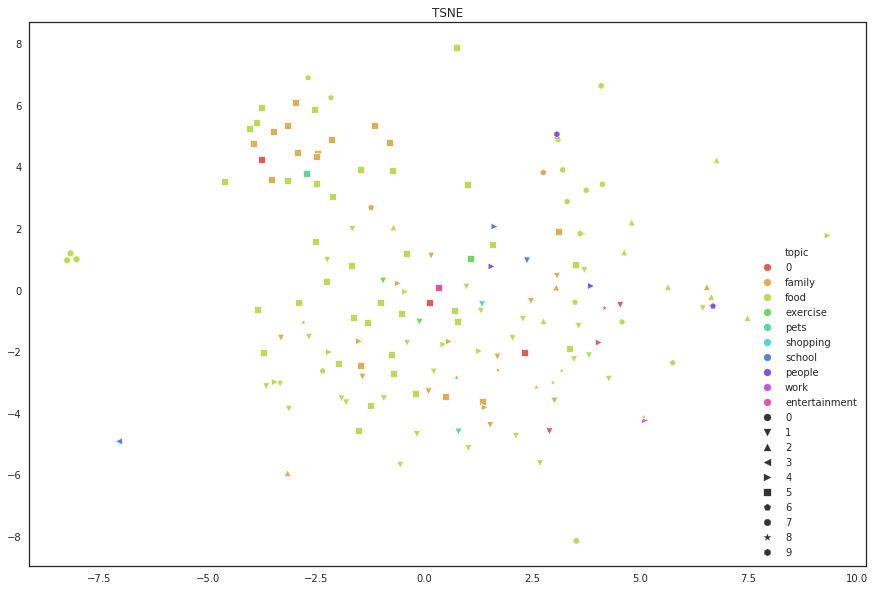 TSNE
8
6
4
2
0
−2
−4
−6
−8
−7.5 −5.0 −2.5 0.0 2.5 5.0 7.5 10.0
topic
0
family
food
exercise
pets
shopping
school
people
work
entertainment
0
1
2
3
4
5
6
7
8
9